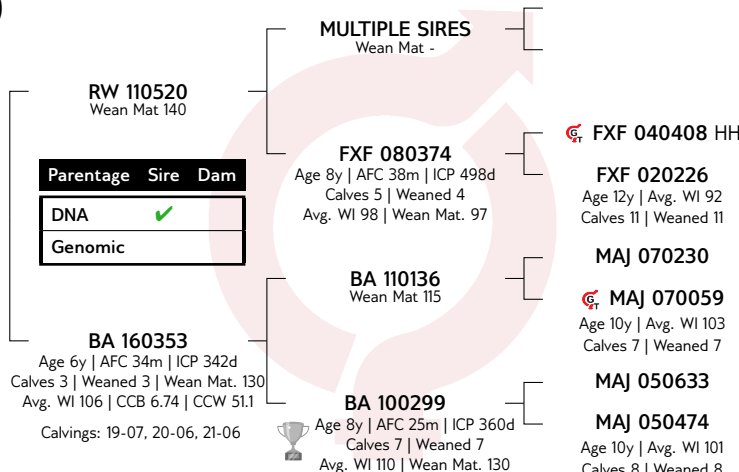 MULTIPLE SIRES
Wean Mat -
RW 110520
Wean Mat 140
FXF 080374
Age 8y | AFC 38m | ICP 498d
Calves 5 | Weaned 4
Avg. WI 98 | Wean Mat. 97
FXF 040408 HH
FXF 020226
Age 12y | Avg. WI 92
Calves 11 | Weaned 11
Parentage Sire Dam
DNA ✔
Genomic
BA 110136
Wean Mat 115
MAJ 070230
MAJ 070059
Age 10y | Avg. WI 103
Calves 7 | Weaned 7
BA 160353
Age 6y | AFC 34m | ICP 342d
Calves 3 | Weaned 3 | Wean Mat. 130
Avg. WI 106 | CCB 6.74 | CCW 51.1
Calvings: 19-07, 20-06, 21-06
BA 100299
Age 8y | AFC 25m | ICP 360d
Calves 7 | Weaned 7
Avg. WI 110 | Wean Mat. 130
MAJ 050633
MAJ 050474
Age 10y | Avg. WI 101
Calves 8 | Weaned 8